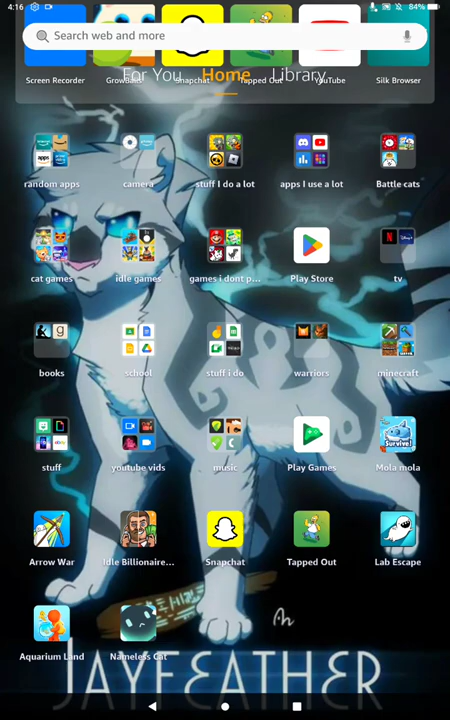 4:16
84%
Search web and more
For You Home Library
Screen Recorder Growbots Snapchat Tapped Out YouTube Silk Browser
random apps camera stuff I do a lot apps I use a lot Battle cats
cat games idle games games i dont p... Play Store tv
books school stuff i do warriors minecraft
stuff youtube vids music Play Games Mola mola
Arrow War Idle Billionaire... Snapchat Tapped Out Lab Escape
Aquarium Land Nameless Cat
JAYFEATHER